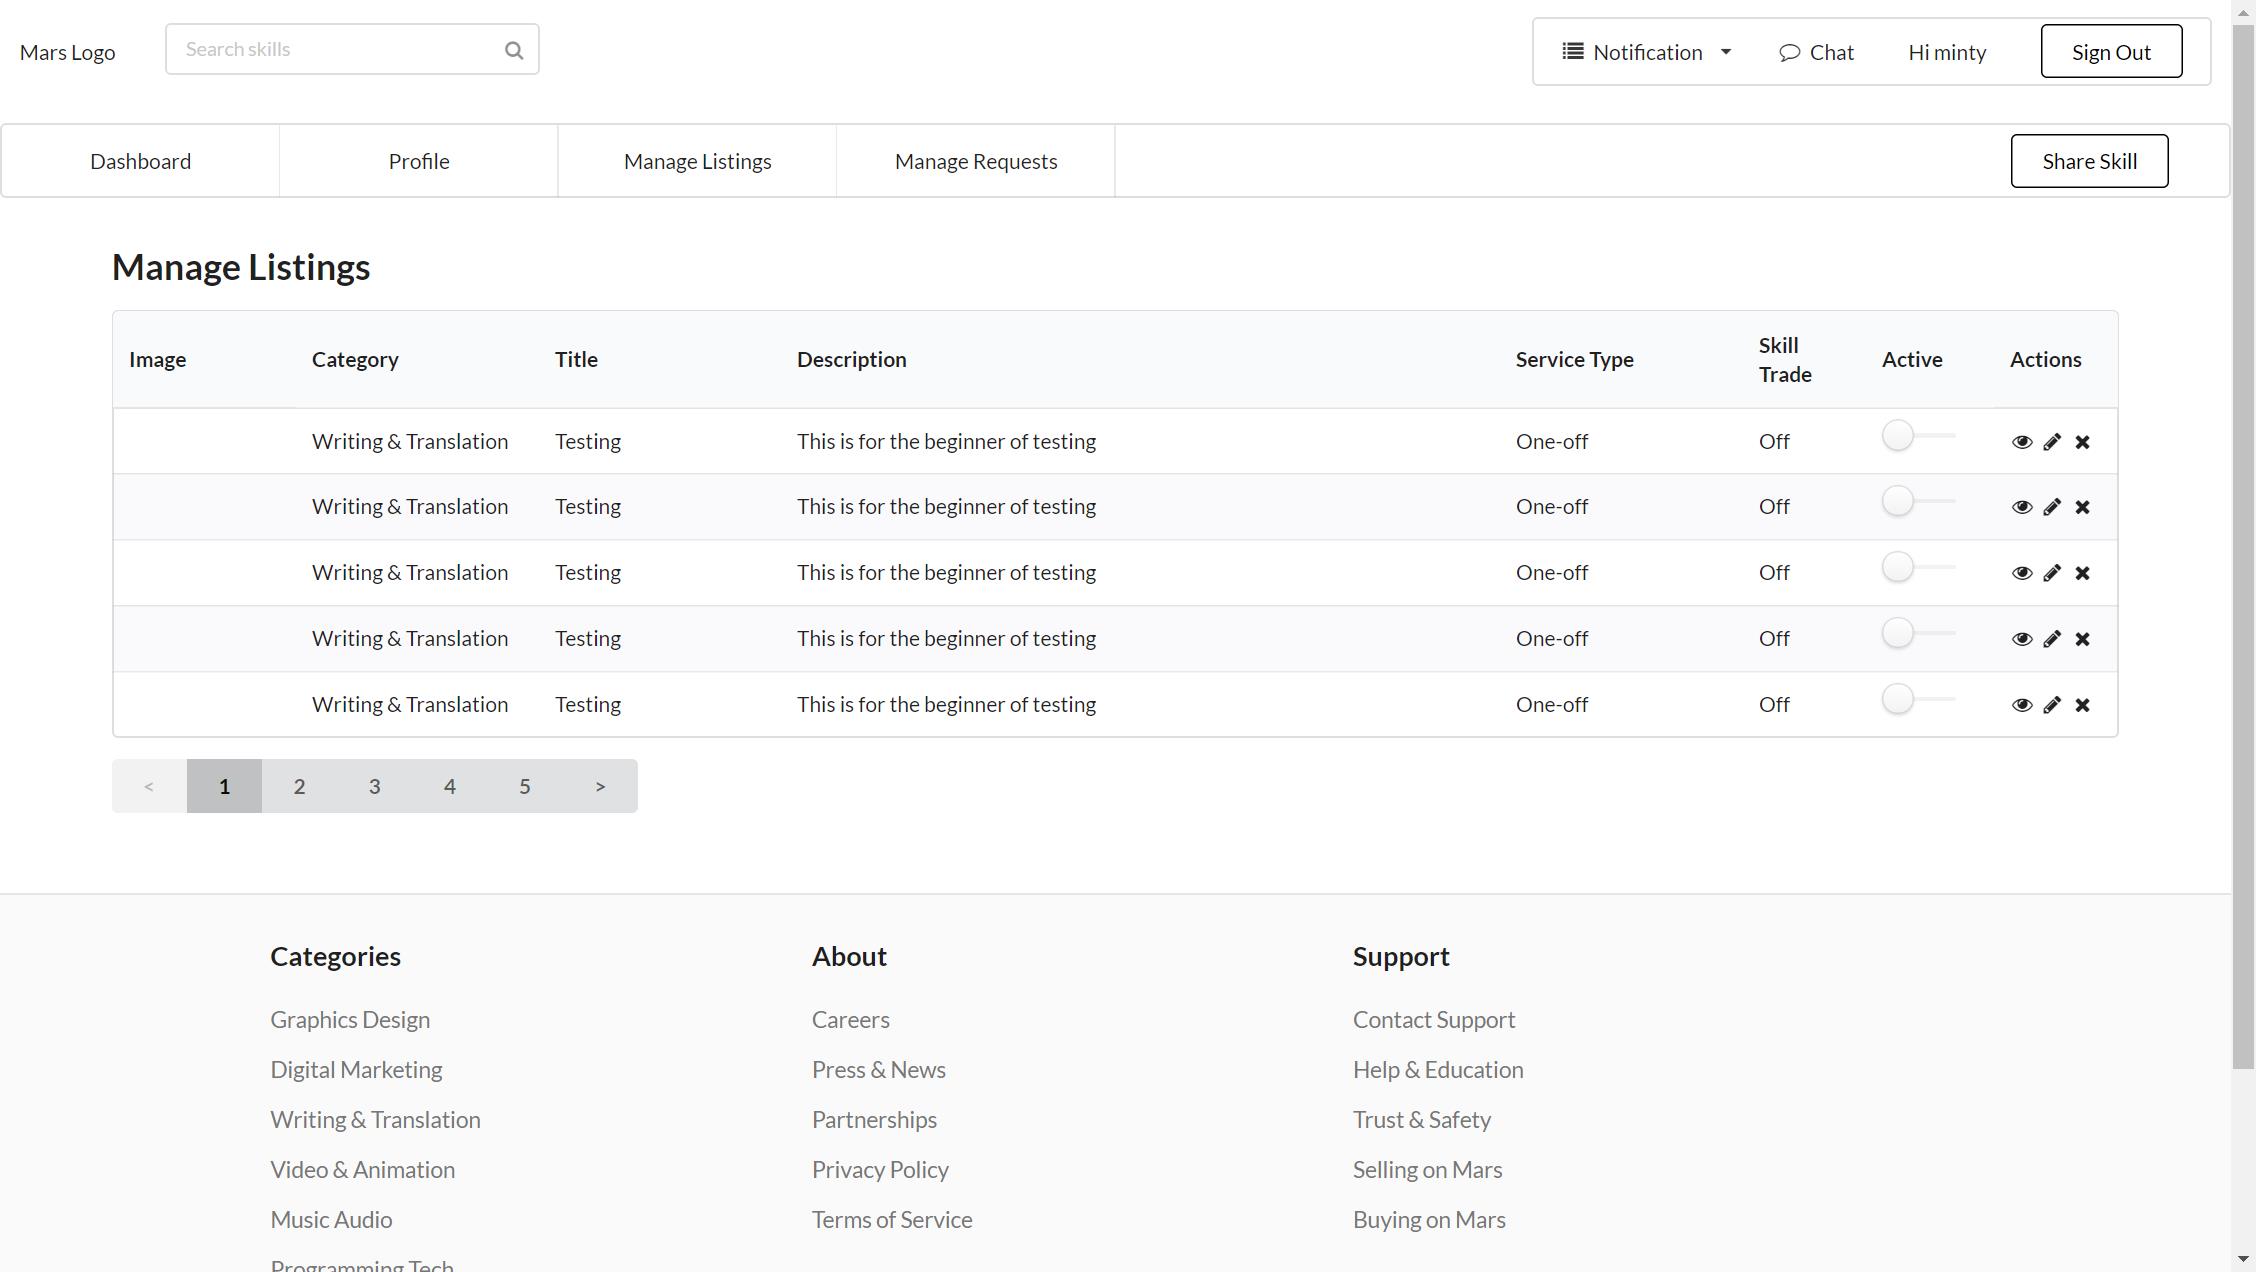 Mars Logo
Search skills
Notification Chat Hi minty Sign Out
Dashboard Profile Manage Listings Manage Requests Share Skill
Manage Listings
Image Category Title Description Service Type Skill Trade Active Actions
Writing & Translation Testing This is for the beginner of testing One-off Off
Writing & Translation Testing This is for the beginner of testing One-off Off
Writing & Translation Testing This is for the beginner of testing One-off Off
Writing & Translation Testing This is for the beginner of testing One-off Off
Writing & Translation Testing This is for the beginner of testing One-off Off
< 1 2 3 4 5 >
Categories
Graphics Design
Digital Marketing
Writing & Translation
Video & Animation
Music Audio
Programming Tech
About
Careers
Press & News
Partnerships
Privacy Policy
Terms of Service
Support
Contact Support
Help & Education
Trust & Safety
Selling on Mars
Buying on Mars